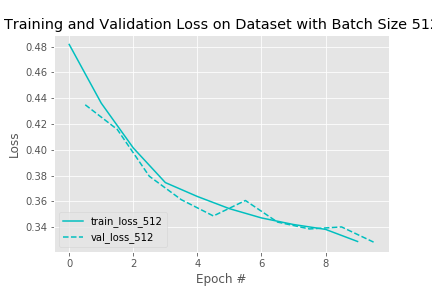 Training and Validation Loss on Dataset with Batch Size 512
0.48
0.46
0.44
0.42
0.40
0.38
0.36
0.34
Loss
train_loss_512
val_loss_512
0 2 4 6 8
Epoch #